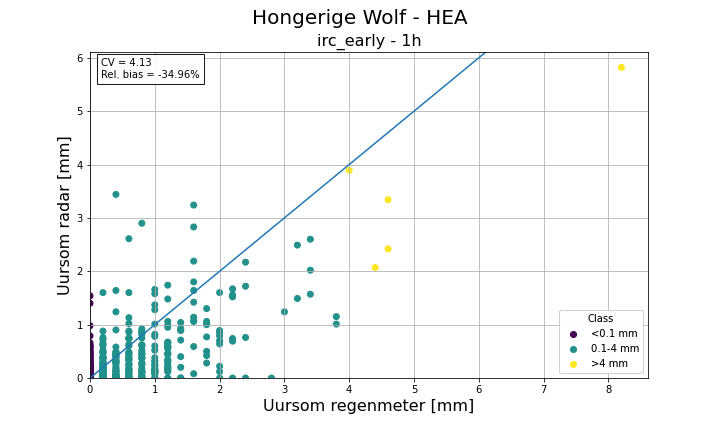 Hongerige Wolf - HEA
irc_early - 1h
CV = 4.13
Rel. bias = -34.96%
Uursom radar [mm]
6
5
4
3
2
1
0
0 1 2 3 4 5 6 7 8
Uursom regenmeter [mm]
Class
<0.1 mm
0.1-4 mm
>4 mm